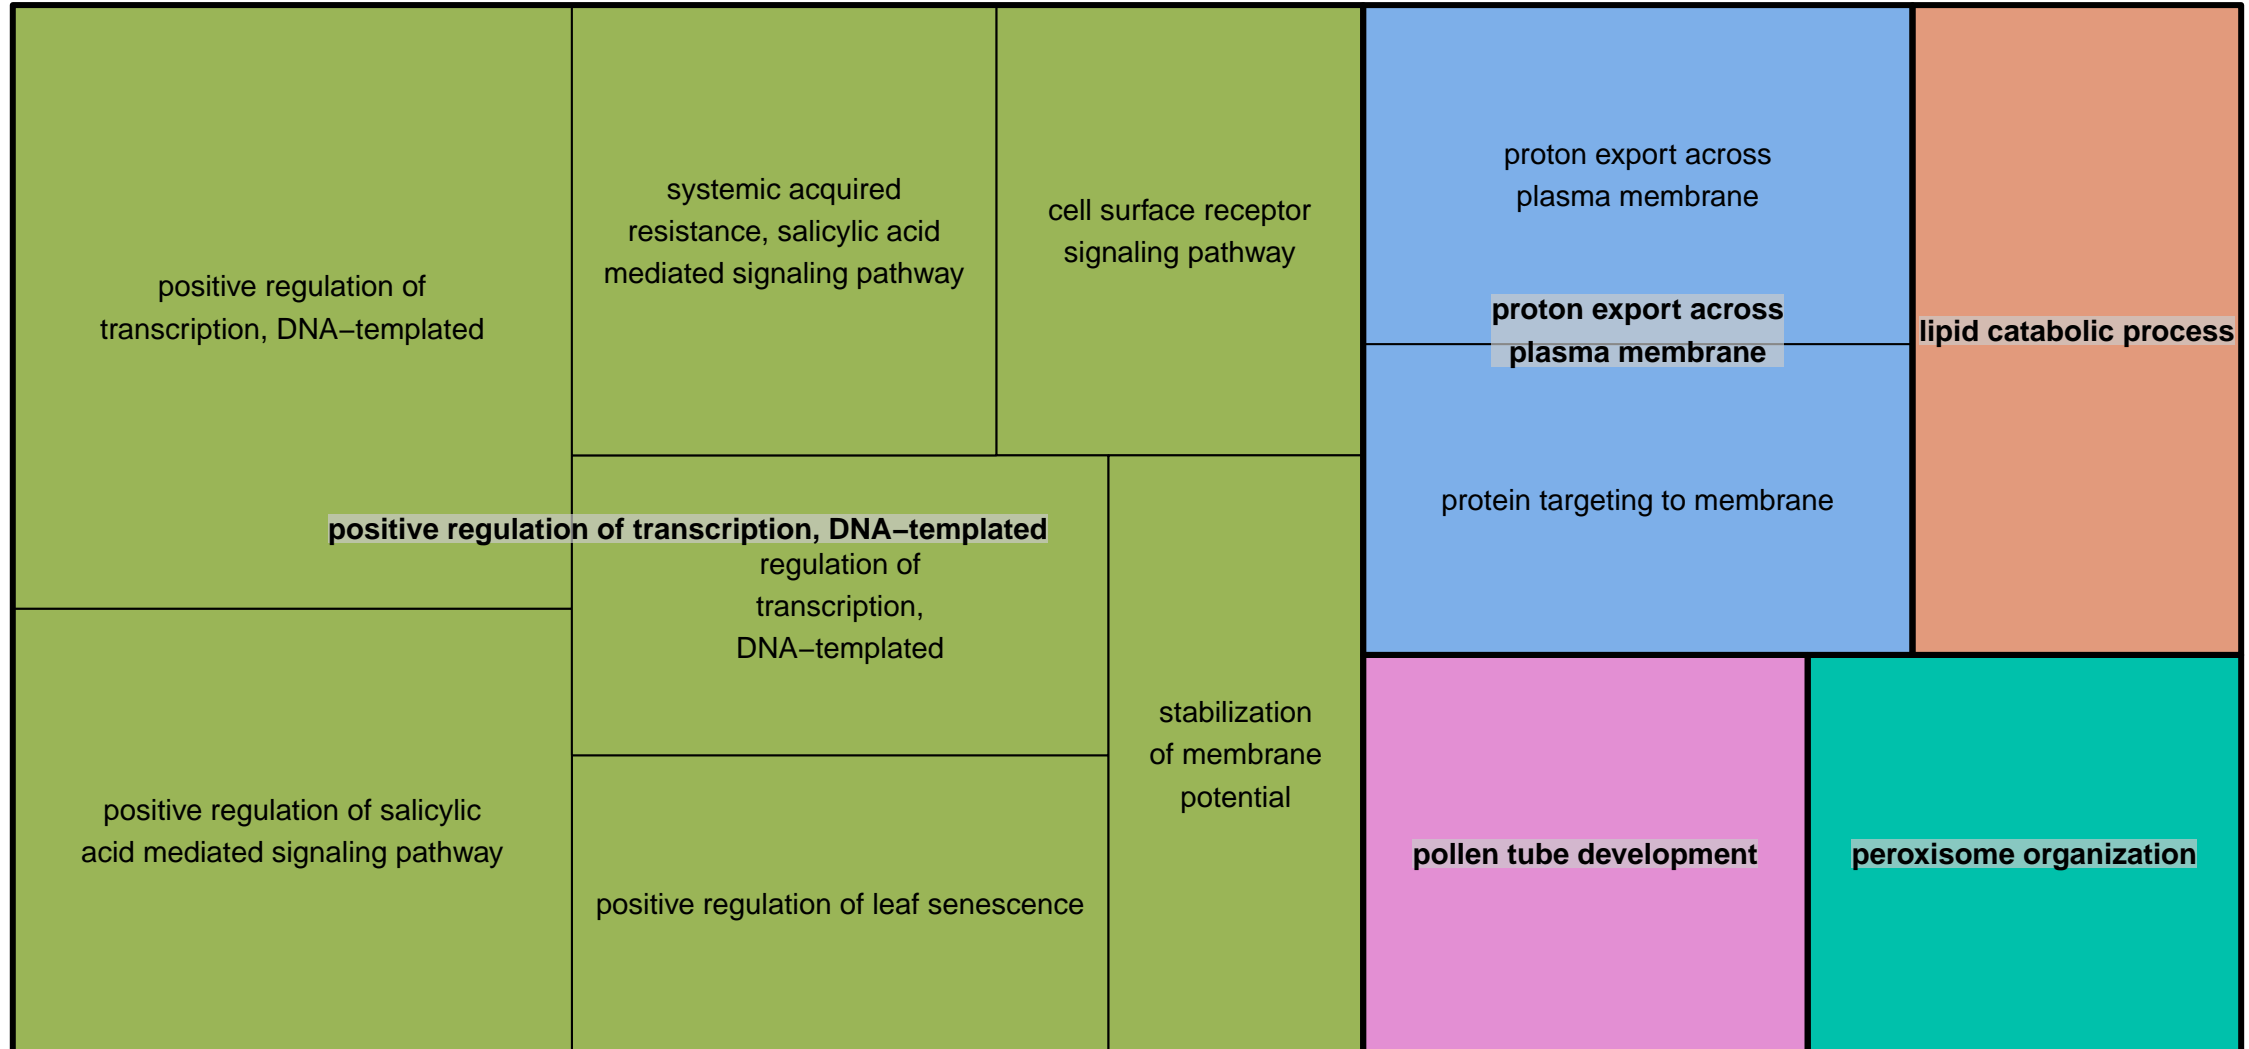 positive regulation of
transcription, DNA−templated
systemic acquired
resistance, salicylic acid
mediated signaling pathway
cell surface receptor
signaling pathway
positive regulation of transcription, DNA−templated
regulation of
transcription,
DNA−templated
positive regulation of salicylic
acid mediated signaling pathway
positive regulation of leaf senescence
stabilization
of membrane
potential
proton export across
plasma membrane
proton export across
plasma membrane
protein targeting to membrane
lipid catabolic process
pollen tube development
peroxisome organization